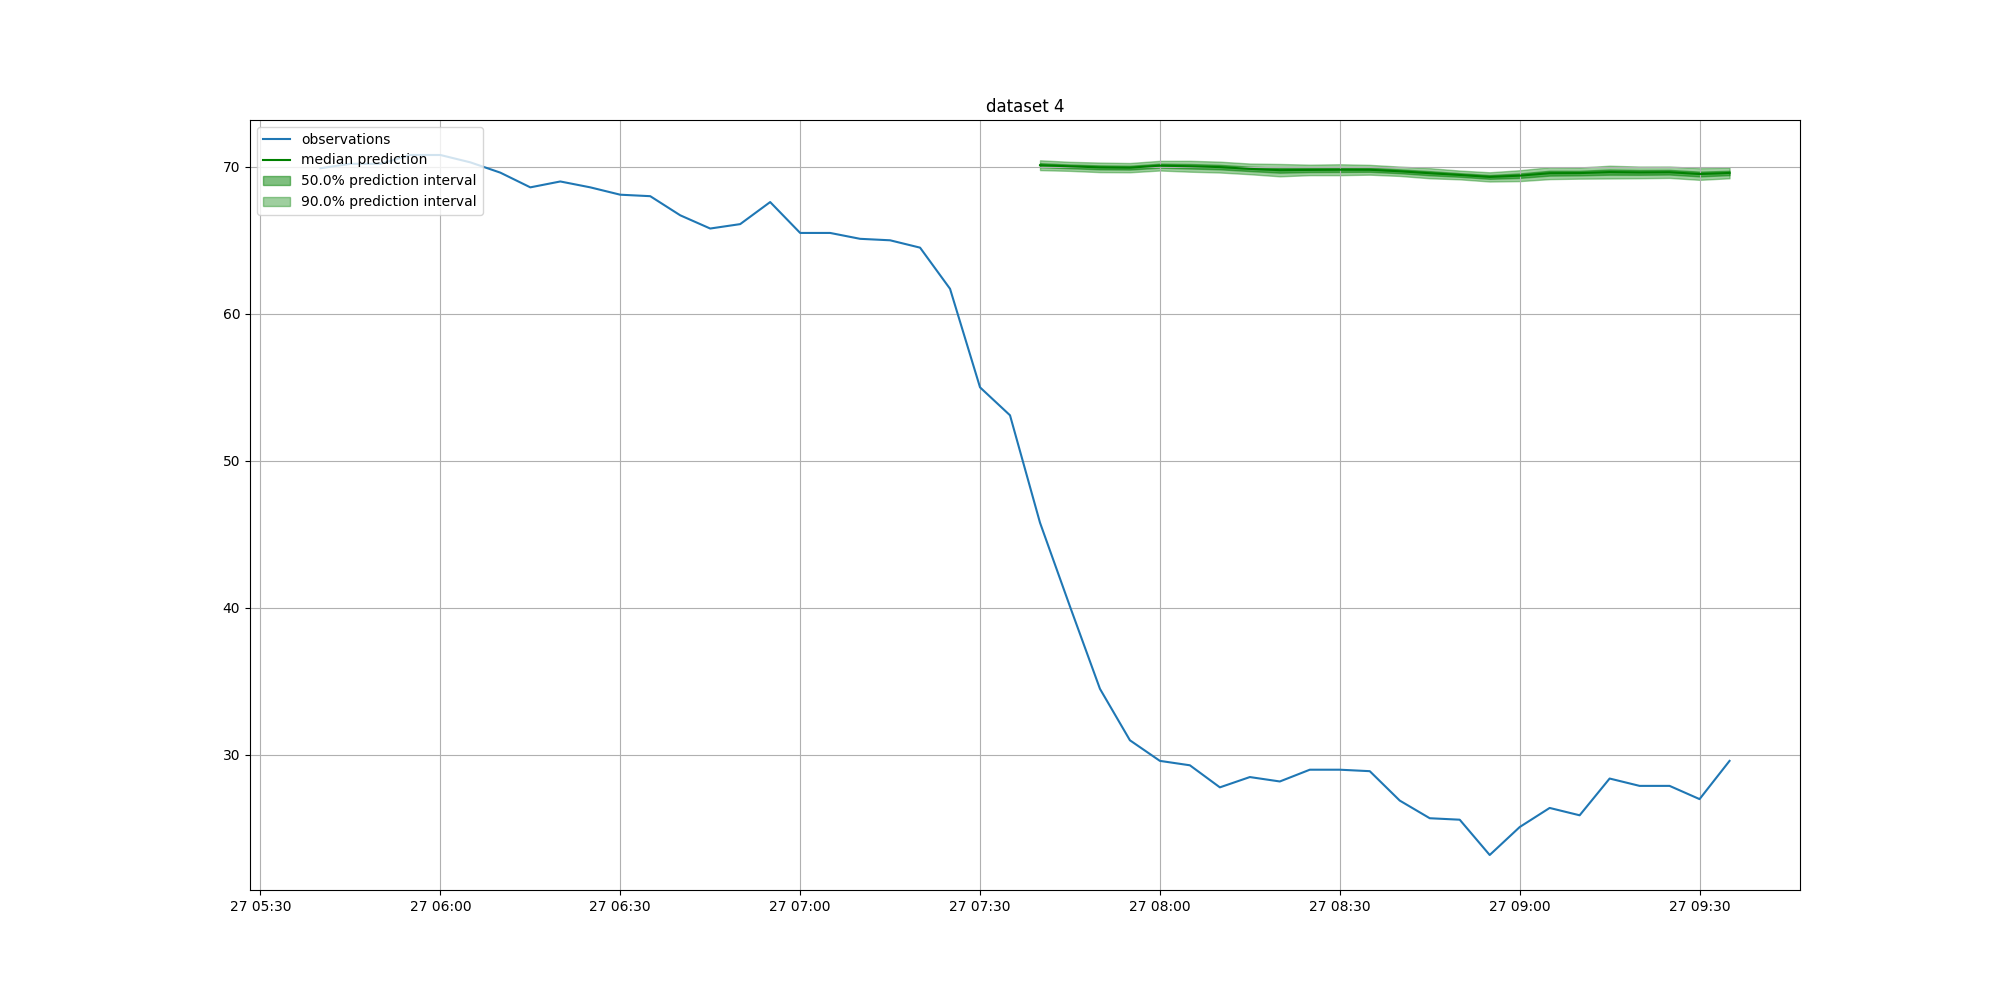 dataset 4
observations
median prediction
50.0% prediction interval
90.0% prediction interval
70
60
50
40
30
27 05:30 27 06:00 27 06:30 27 07:00 27 07:30 27 08:00 27 08:30 27 09:00 27 09:30